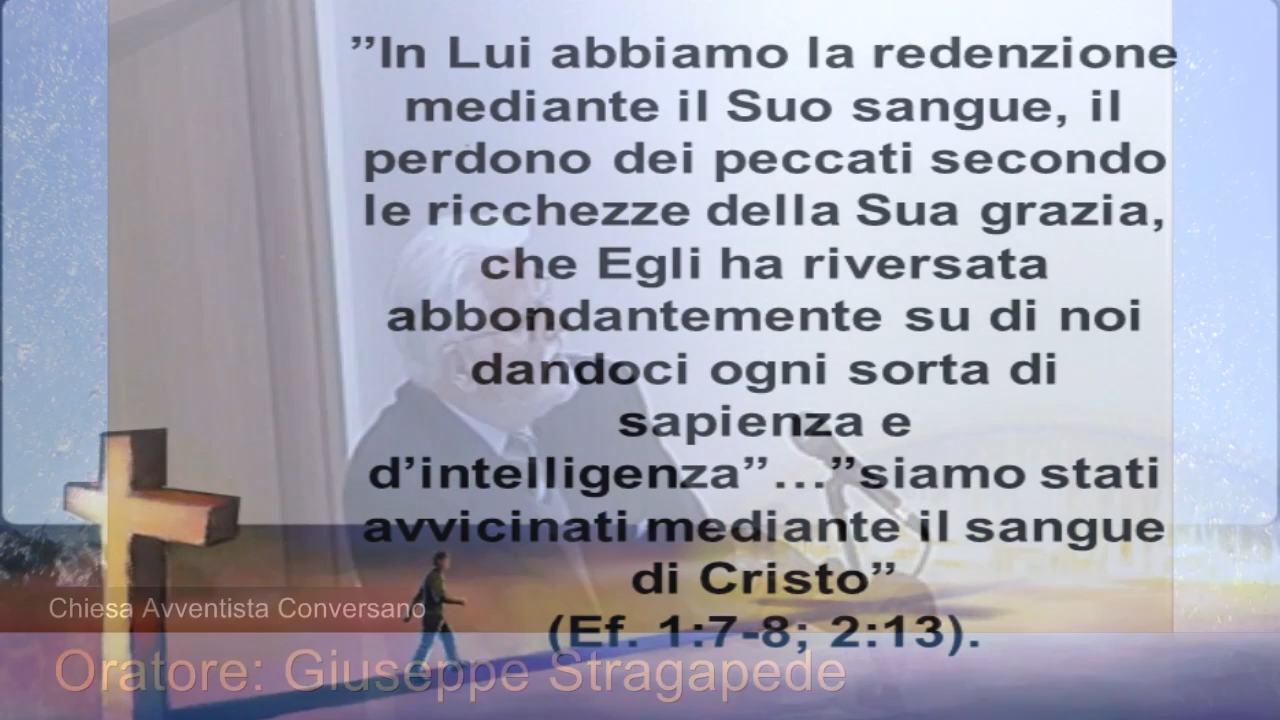 ”In Lui abbiamo la redenzione
mediante il Suo sangue, il
perdono dei peccati secondo
le ricchezze della Sua grazia,
che Egli ha riversata
abbondantemente su di noi
dandoci ogni sorta di
sapienza e
d’intelligenza”…”siamo stati
avvicinati mediante il sangue
di Cristo”
(Ef. 1:7-8; 2:13).
Chiesa Avventista Conversano
Oratore: Giuseppe Stragapede